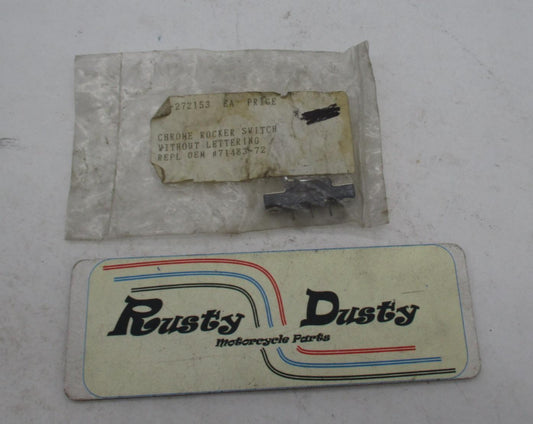 -272153 EA PRICE
CHROME ROCKER SWITCH
WITHOUT LETTERING
REPL OEM #71483-72
Rusty Dusty
Motorcycle Parts